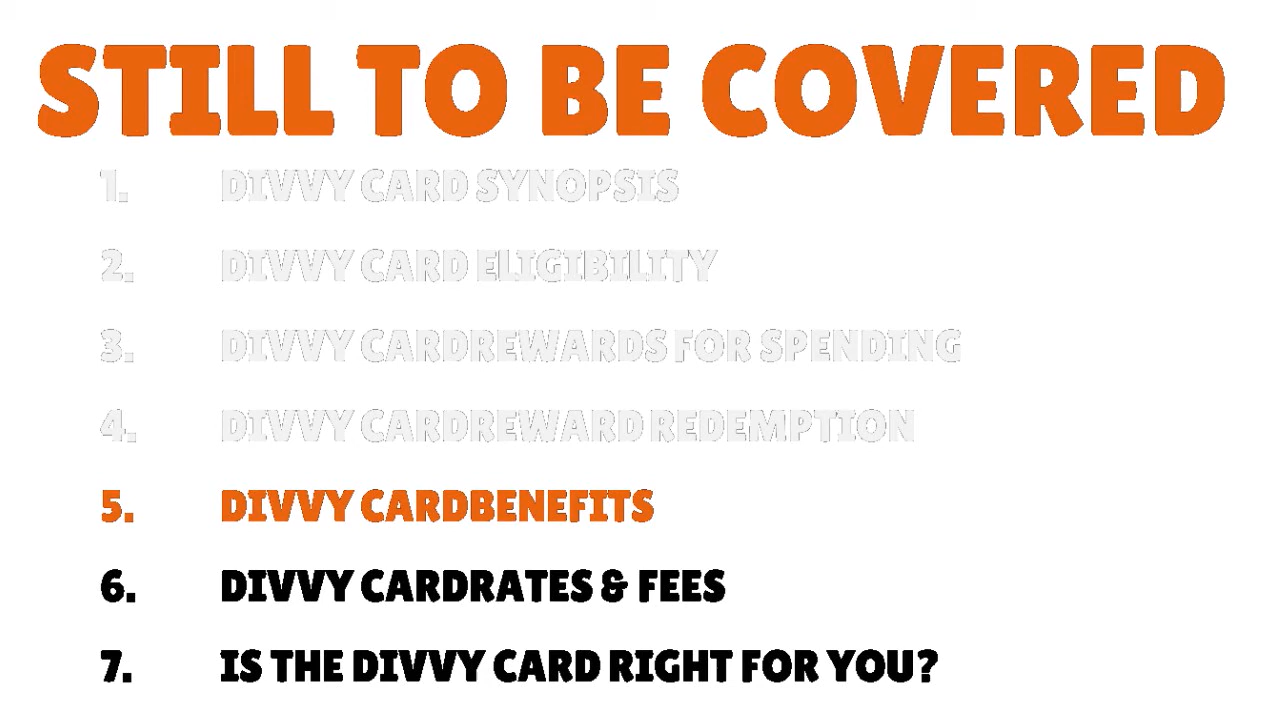 STILL TO BE COVERED
1. DIVVY CARD SYNOPSIS
2. DIVVY CARD ELIGIBILITY
3. DIVVY CARDREWARDS FOR SPENDING
4. DIVVY CARDREWARD REDEMPTION
5. DIVVY CARDBENEFITS
6. DIVVY CARDRATES & FEES
7. IS THE DIVVY CARD RIGHT FOR YOU?